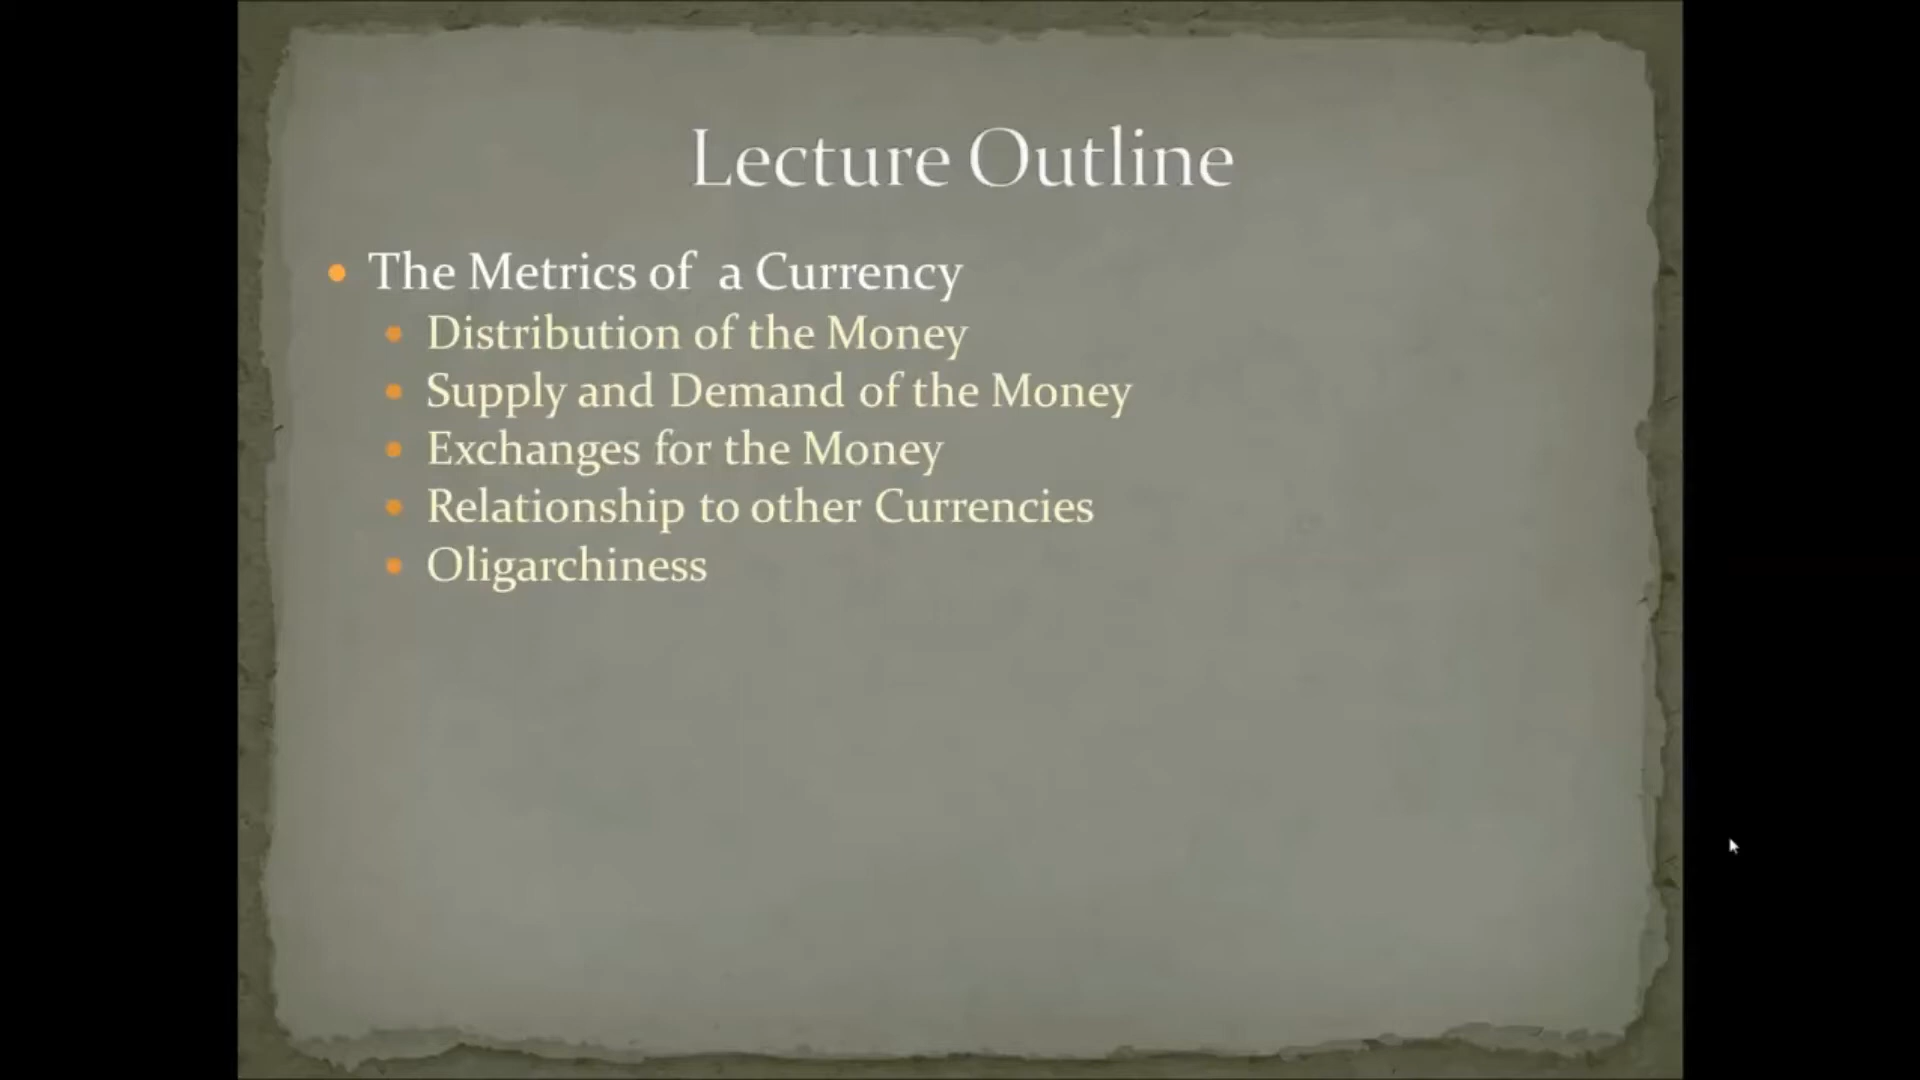 Lecture Outline
The Metrics of a Currency
Distribution of the Money
Supply and Demand of the Money
Exchanges for the Money
Relationship to other Currencies
Oligarchiness